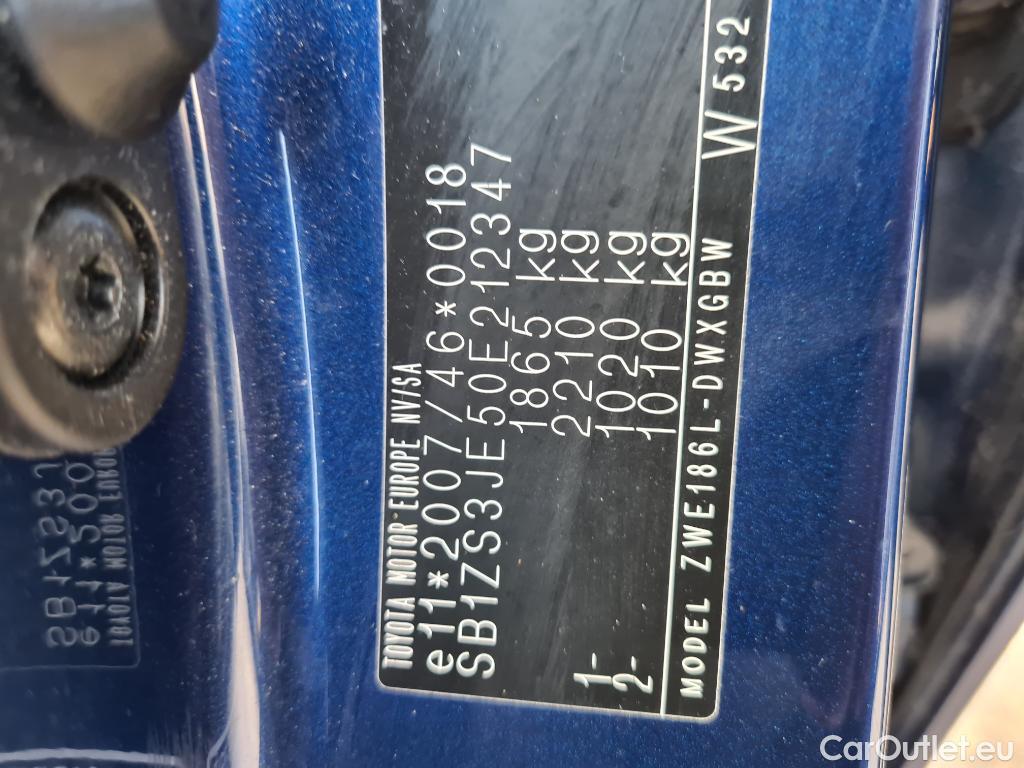 TOYOTA MOTOR EUROPE NV/SA
e11*2007/46*0018
SB1ZS3JE50E212347
1865 kg
2210 kg
1- 1020 kg
2- 1010 kg
MODEL ZWE186L-DWXGBW W 532
CarOutlet.eu